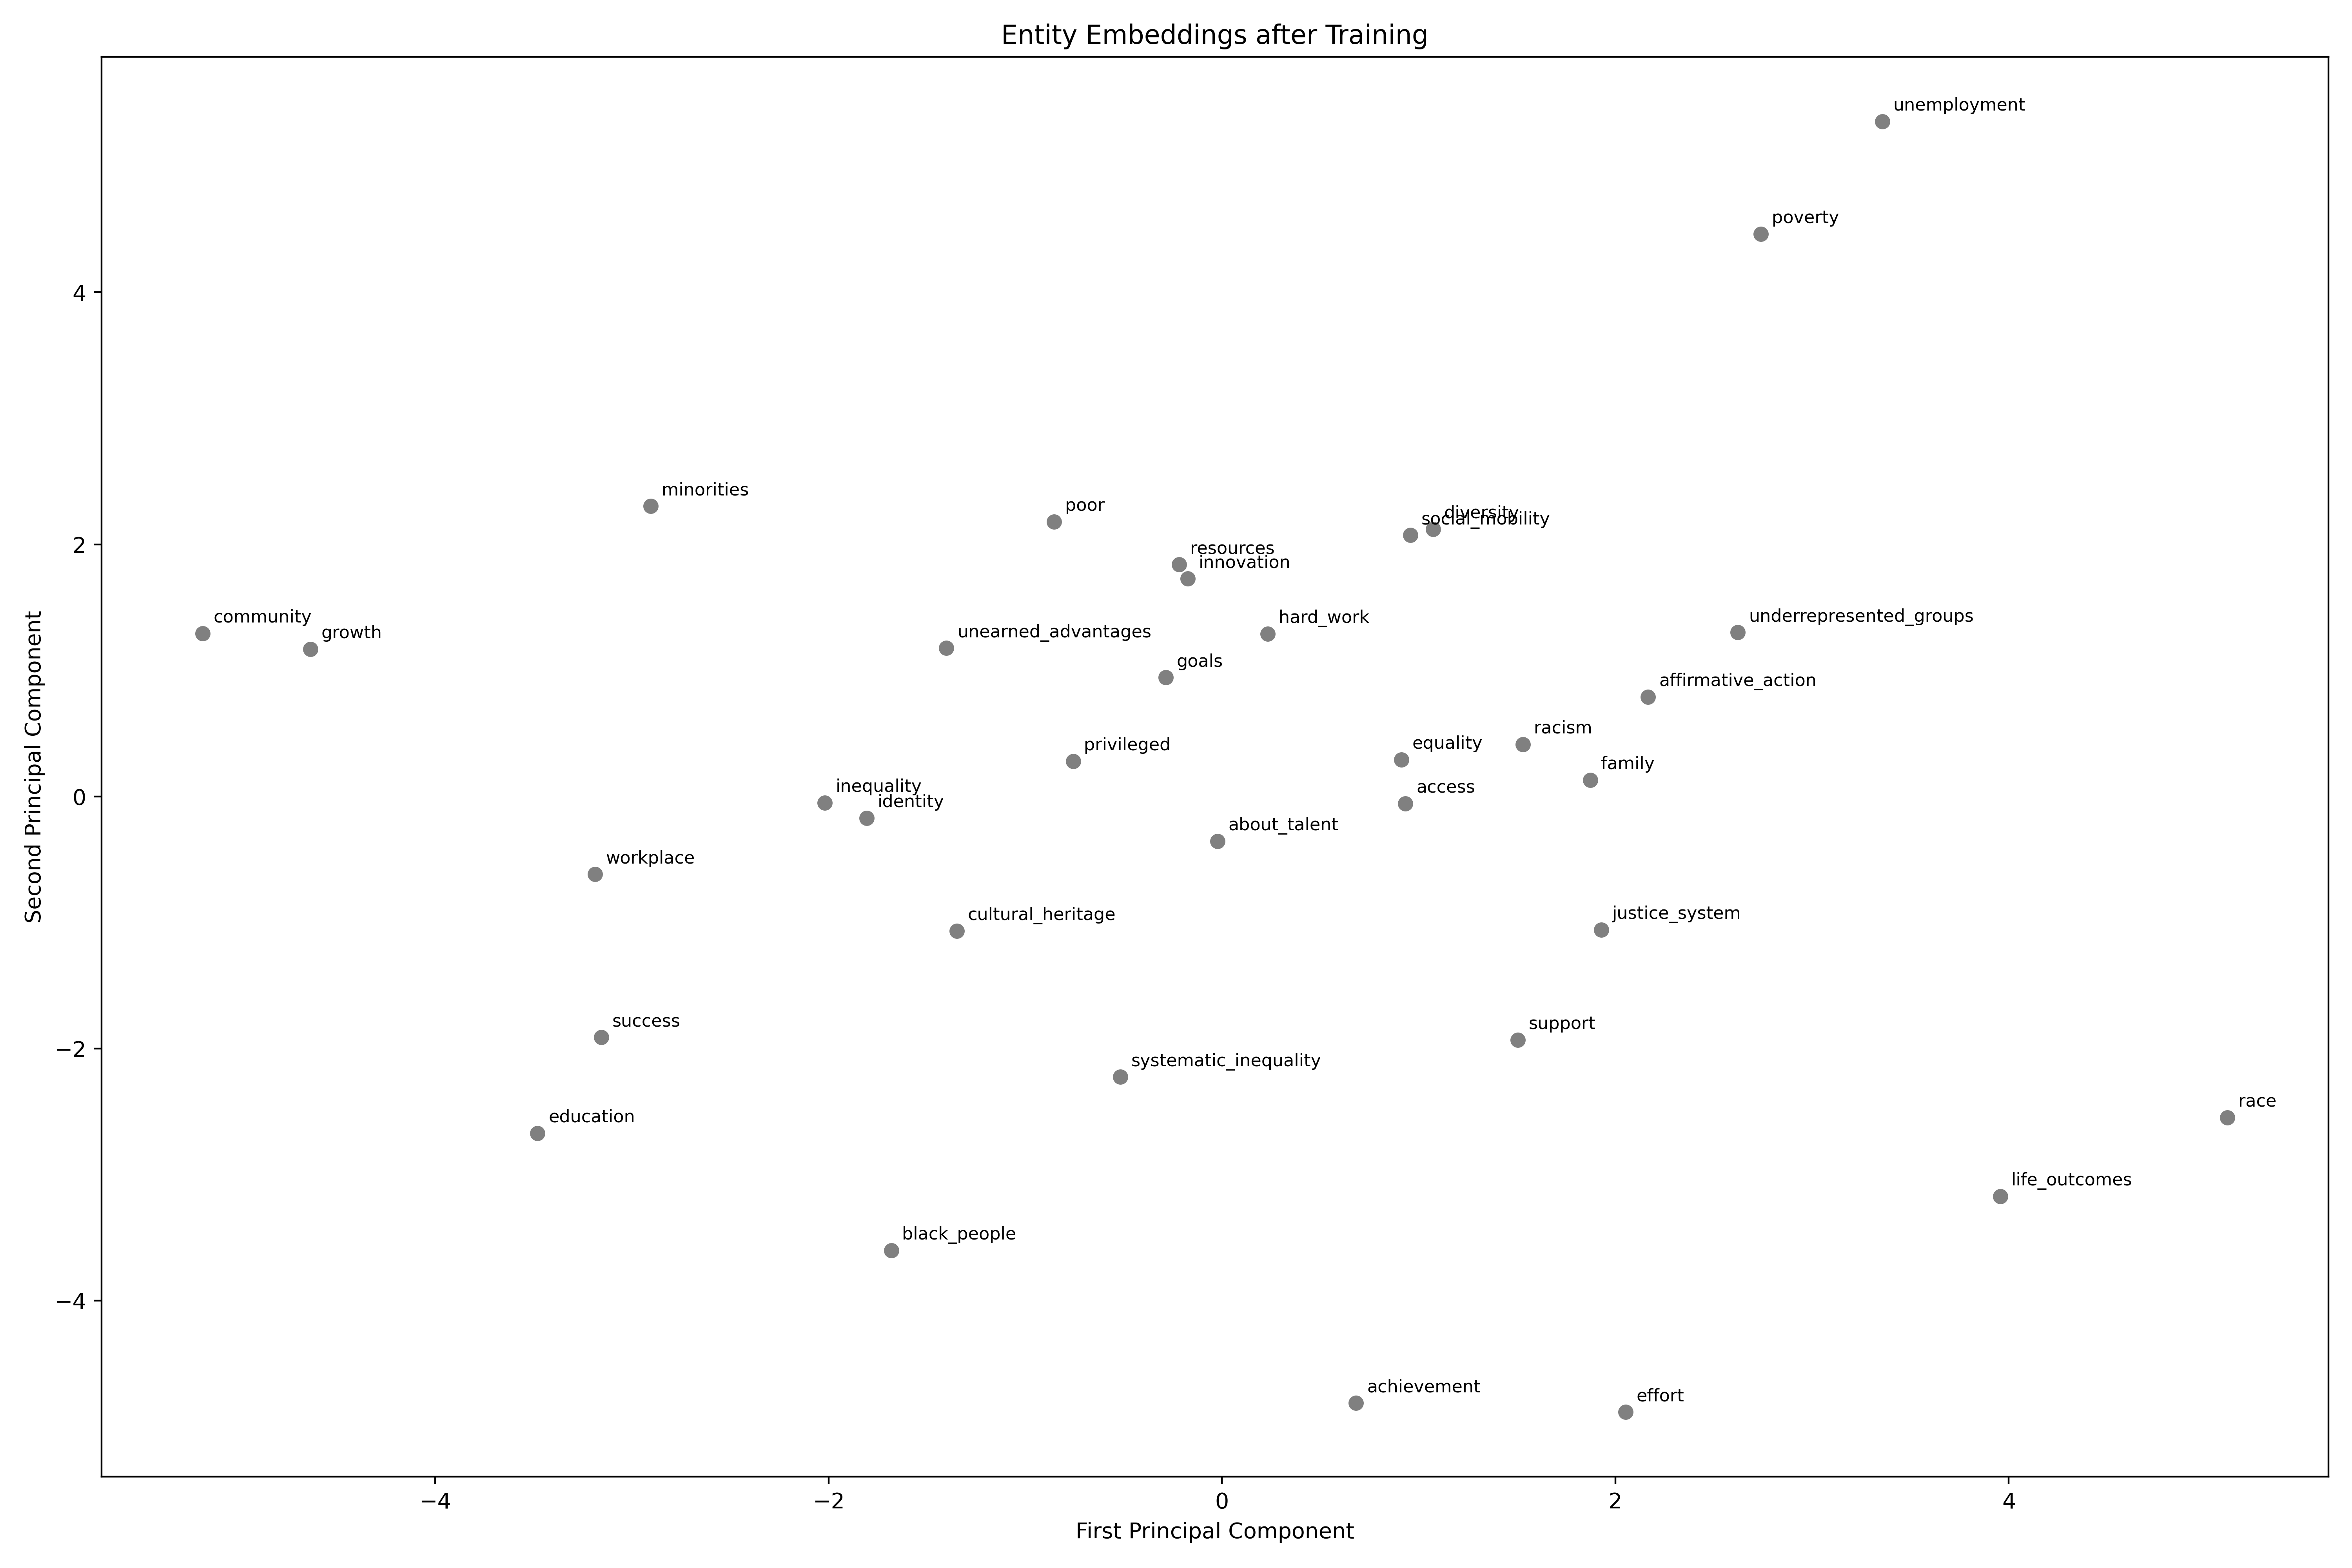 Entity Embeddings after Training
unemployment
poverty
4
minorities
poor
diversity
social_mobility
2
resources
innovation
community
growth
hard_work
underrepresented_groups
unearned_advantages
goals
affirmative_action
racism
privileged
equality
family
inequality
access
0
identity
about_talent
workplace
cultural_heritage
justice_system
success
support
−2
systematic_inequality
education
race
life_outcomes
black_people
−4
achievement
effort
−4
−2
0
2
4
First Principal Component
Second Principal Component